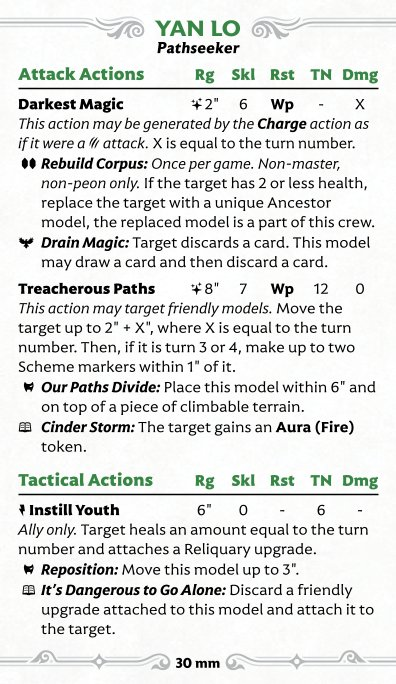 YAN LO
Pathseeker
Attack Actions Rg Skl Rst TN Dmg
Darkest Magic 2" 6 Wp - X
This action may be generated by the Charge action as
if it were a attack. X is equal to the turn number.
Rebuild Corpus: Once per game. Non-master,
non-peon only. If the target has 2 or less health,
replace the target with a unique Ancestor
model, the replaced model is a part of this crew.
Drain Magic: Target discards a card. This model
may draw a card and then discard a card.
Treacherous Paths 8" 7 Wp 12 0
This action may target friendly models. Move the
target up to 2" + X", where X is equal to the turn
number. Then, if it is turn 3 or 4, make up to two
Scheme markers within 1" of it.
Our Paths Divide: Place this model within 6" and
on top of a piece of climbable terrain.
Cinder Storm: The target gains an Aura (Fire)
token.
Tactical Actions Rg Skl Rst TN Dmg
Instill Youth 6" 0 - 6 -
Ally only. Target heals an amount equal to the turn
number and attaches a Reliquary upgrade.
Reposition: Move this model up to 3".
It's Dangerous to Go Alone: Discard a friendly
upgrade attached to this model and attach it to
the target.
30 mm